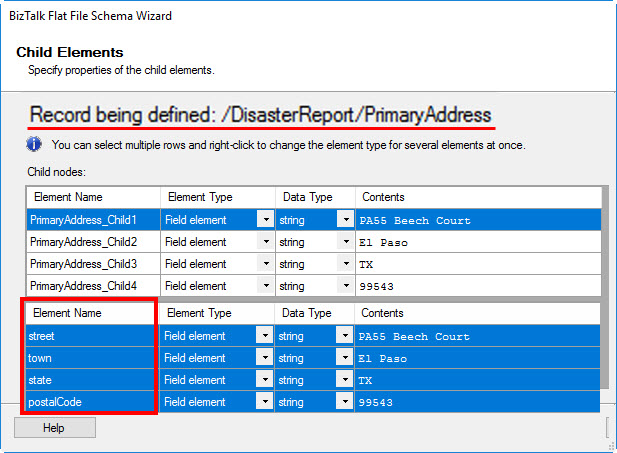 BizTalk Flat File Schema Wizard
Child Elements
Specify properties of the child elements.
Record being defined: /DisasterReport/PrimaryAddress
You can select multiple rows and right-click to change the element type for several elements at once.
Child nodes:
Element Name Element Type Data Type Contents
PrimaryAddress_Child1 Field element string PA55 Beech Court
PrimaryAddress_Child2 Field element string El Paso
PrimaryAddress_Child3 Field element string TX
PrimaryAddress_Child4 Field element string 99543
Element Name Element Type Data Type Contents
street Field element string PA55 Beech Court
town Field element string El Paso
state Field element string TX
postalCode Field element string 99543
Help